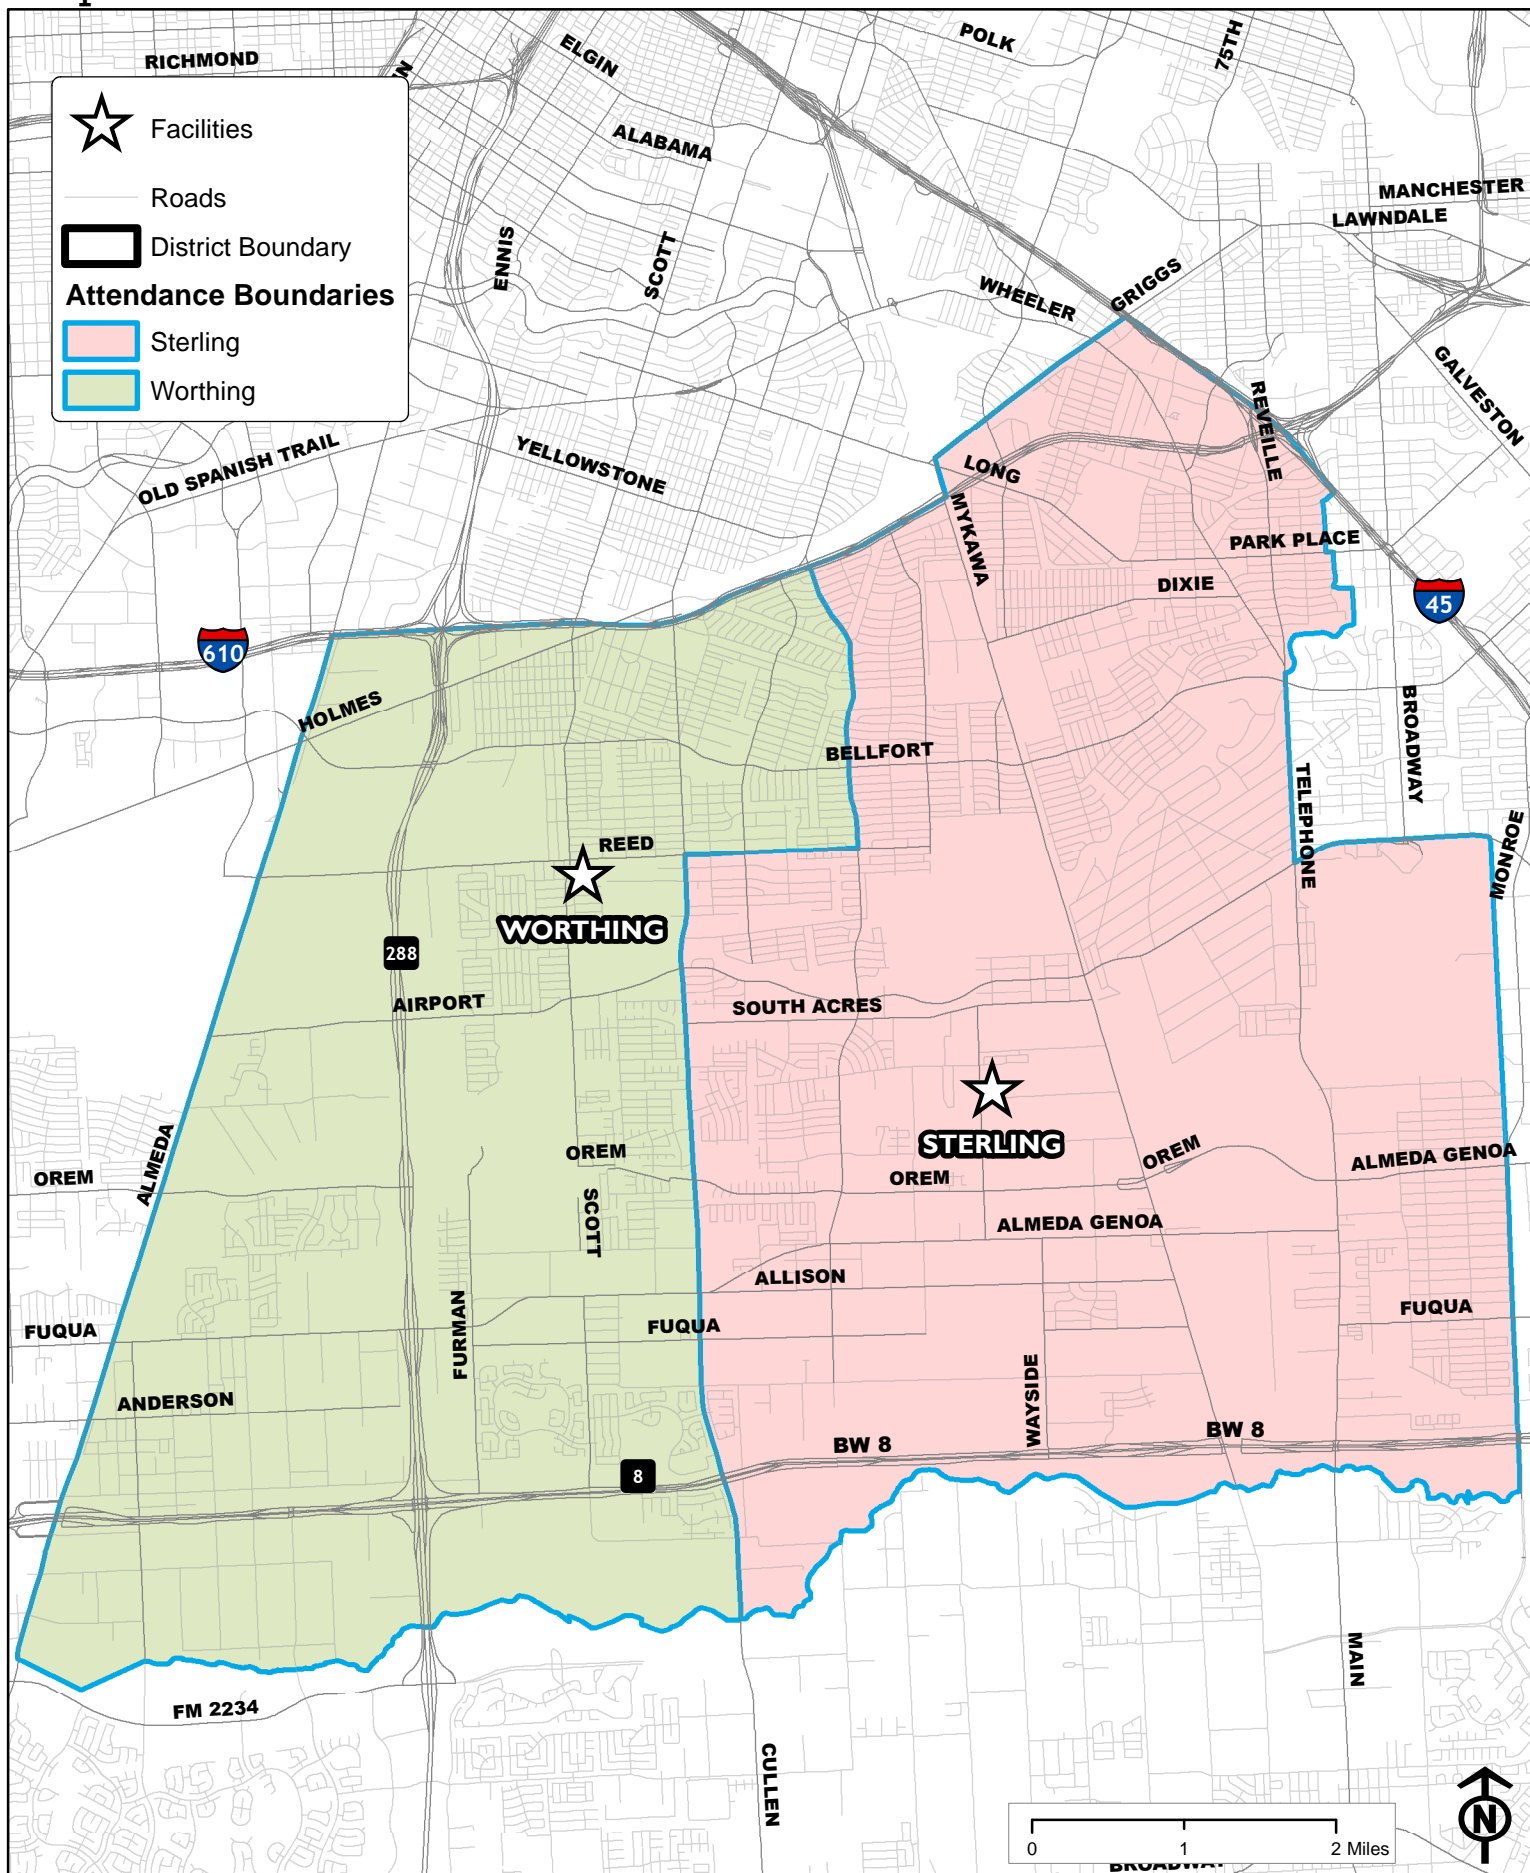 RICHMOND
ELGIN
POLK
75TH
Facilities
Roads
District Boundary
Attendance Boundaries
Sterling
Worthing
ALABAMA
MANCHESTER
LAWNDALE
ENNIS
SCOTT
WHEELER
GRIGGS
GALVESTON
REVEILLE
OLD SPANISH TRAIL
YELLOWSTONE
LONG
MYKAWA
PARK PLACE
DIXIE
45
610
HOLMES
BROADWAY
BELLFORT
TELEPHONE
MONROE
REED
WORTHING
288
AIRPORT
SOUTH ACRES
STERLING
ALMEDA
OREM
OREM
OREM
OREM
ALMEDA GENOA
SCOTT
ALMEDA GENOA
ALLISON
FUQUA
FURMAN
FUQUA
FUQUA
ANDERSON
WAYSIDE
BW 8
BW 8
8
FM 2234
MAIN
CULLEN
N
0 1 2 Miles
BROADWAY